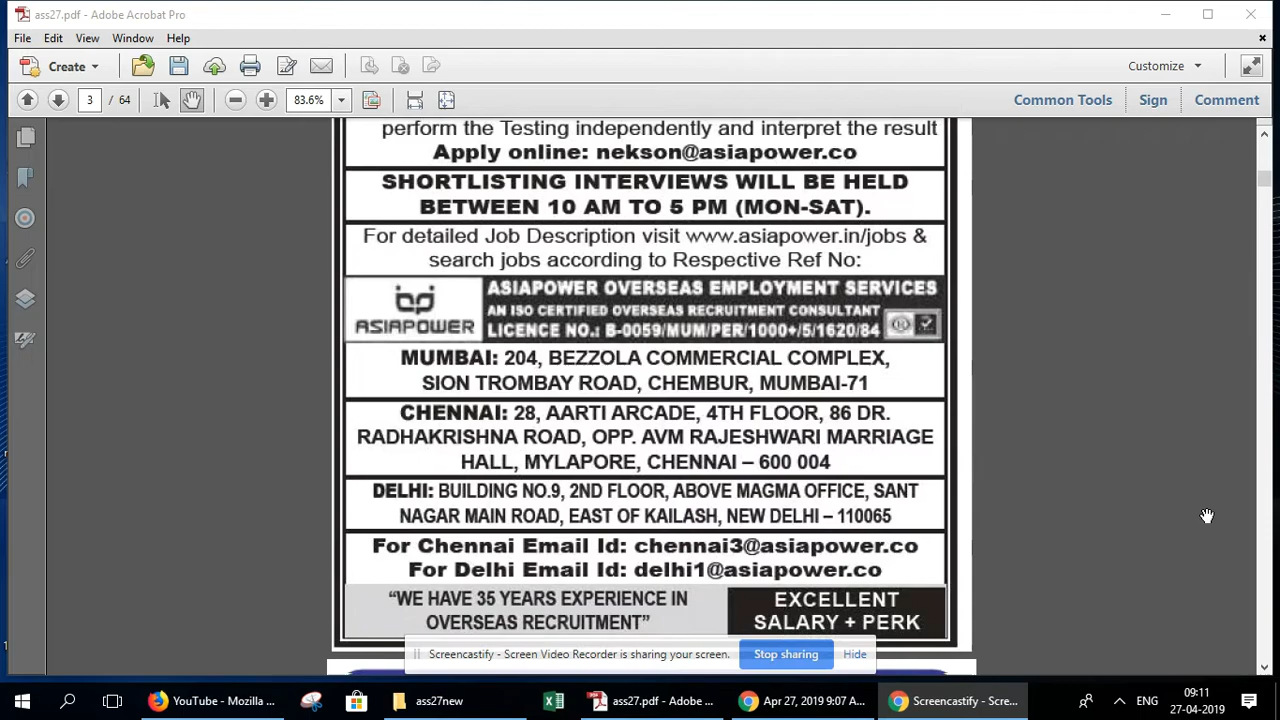 ass27.pdf - Adobe Acrobat Pro
File Edit View Window Help
Create Customize
3 / 64 83.6% Common Tools Sign Comment
perform the Testing independently and interpret the result
Apply online: nekson@asiapower.co
SHORTLISTING INTERVIEWS WILL BE HELD
BETWEEN 10 AM TO 5 PM (MON-SAT).
For detailed Job Description visit www.asiapower.in/jobs &
search jobs according to Respective Ref No:
ASIAPOWER
ASIAPOWER OVERSEAS EMPLOYMENT SERVICES
AN ISO CERTIFIED OVERSEAS RECRUITMENT CONSULTANT
LICENCE NO.: B-0059/MUM/PER/1000+/5/1620/84
MUMBAI: 204, BEZZOLA COMMERCIAL COMPLEX,
SION TROMBAY ROAD, CHEMBUR, MUMBAI-71
CHENNAI: 28, AARTI ARCADE, 4TH FLOOR, 86 DR.
RADHAKRISHNA ROAD, OPP. AVM RAJESHWARI MARRIAGE
HALL, MYLAPORE, CHENNAI – 600 004
DELHI: BUILDING NO.9, 2ND FLOOR, ABOVE MAGMA OFFICE, SANT
NAGAR MAIN ROAD, EAST OF KAILASH, NEW DELHI – 110065
For Chennai Email Id: chennai3@asiapower.co
For Delhi Email Id: delhi1@asiapower.co
“WE HAVE 35 YEARS EXPERIENCE IN
OVERSEAS RECRUITMENT”
EXCELLENT
SALARY + PERK
Screencastify - Screen Video Recorder is sharing your screen. Stop sharing Hide
YouTube - Mozilla ... ass27new ass27.pdf - Adobe ... Apr 27, 2019 9:07 A... Screencastify - Scre... ENG 09:11
27-04-2019